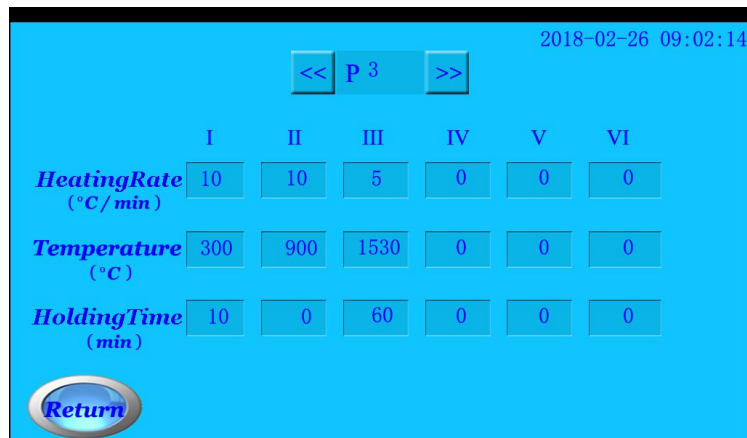 2018-02-26 09:02:14
<< P 3 >>
I II III IV V VI
HeatingRate 10 10 5 0 0 0
(°C/min)
Temperature 300 900 1530 0 0 0
(°C)
HoldingTime 10 0 60 0 0 0
(min)
Return